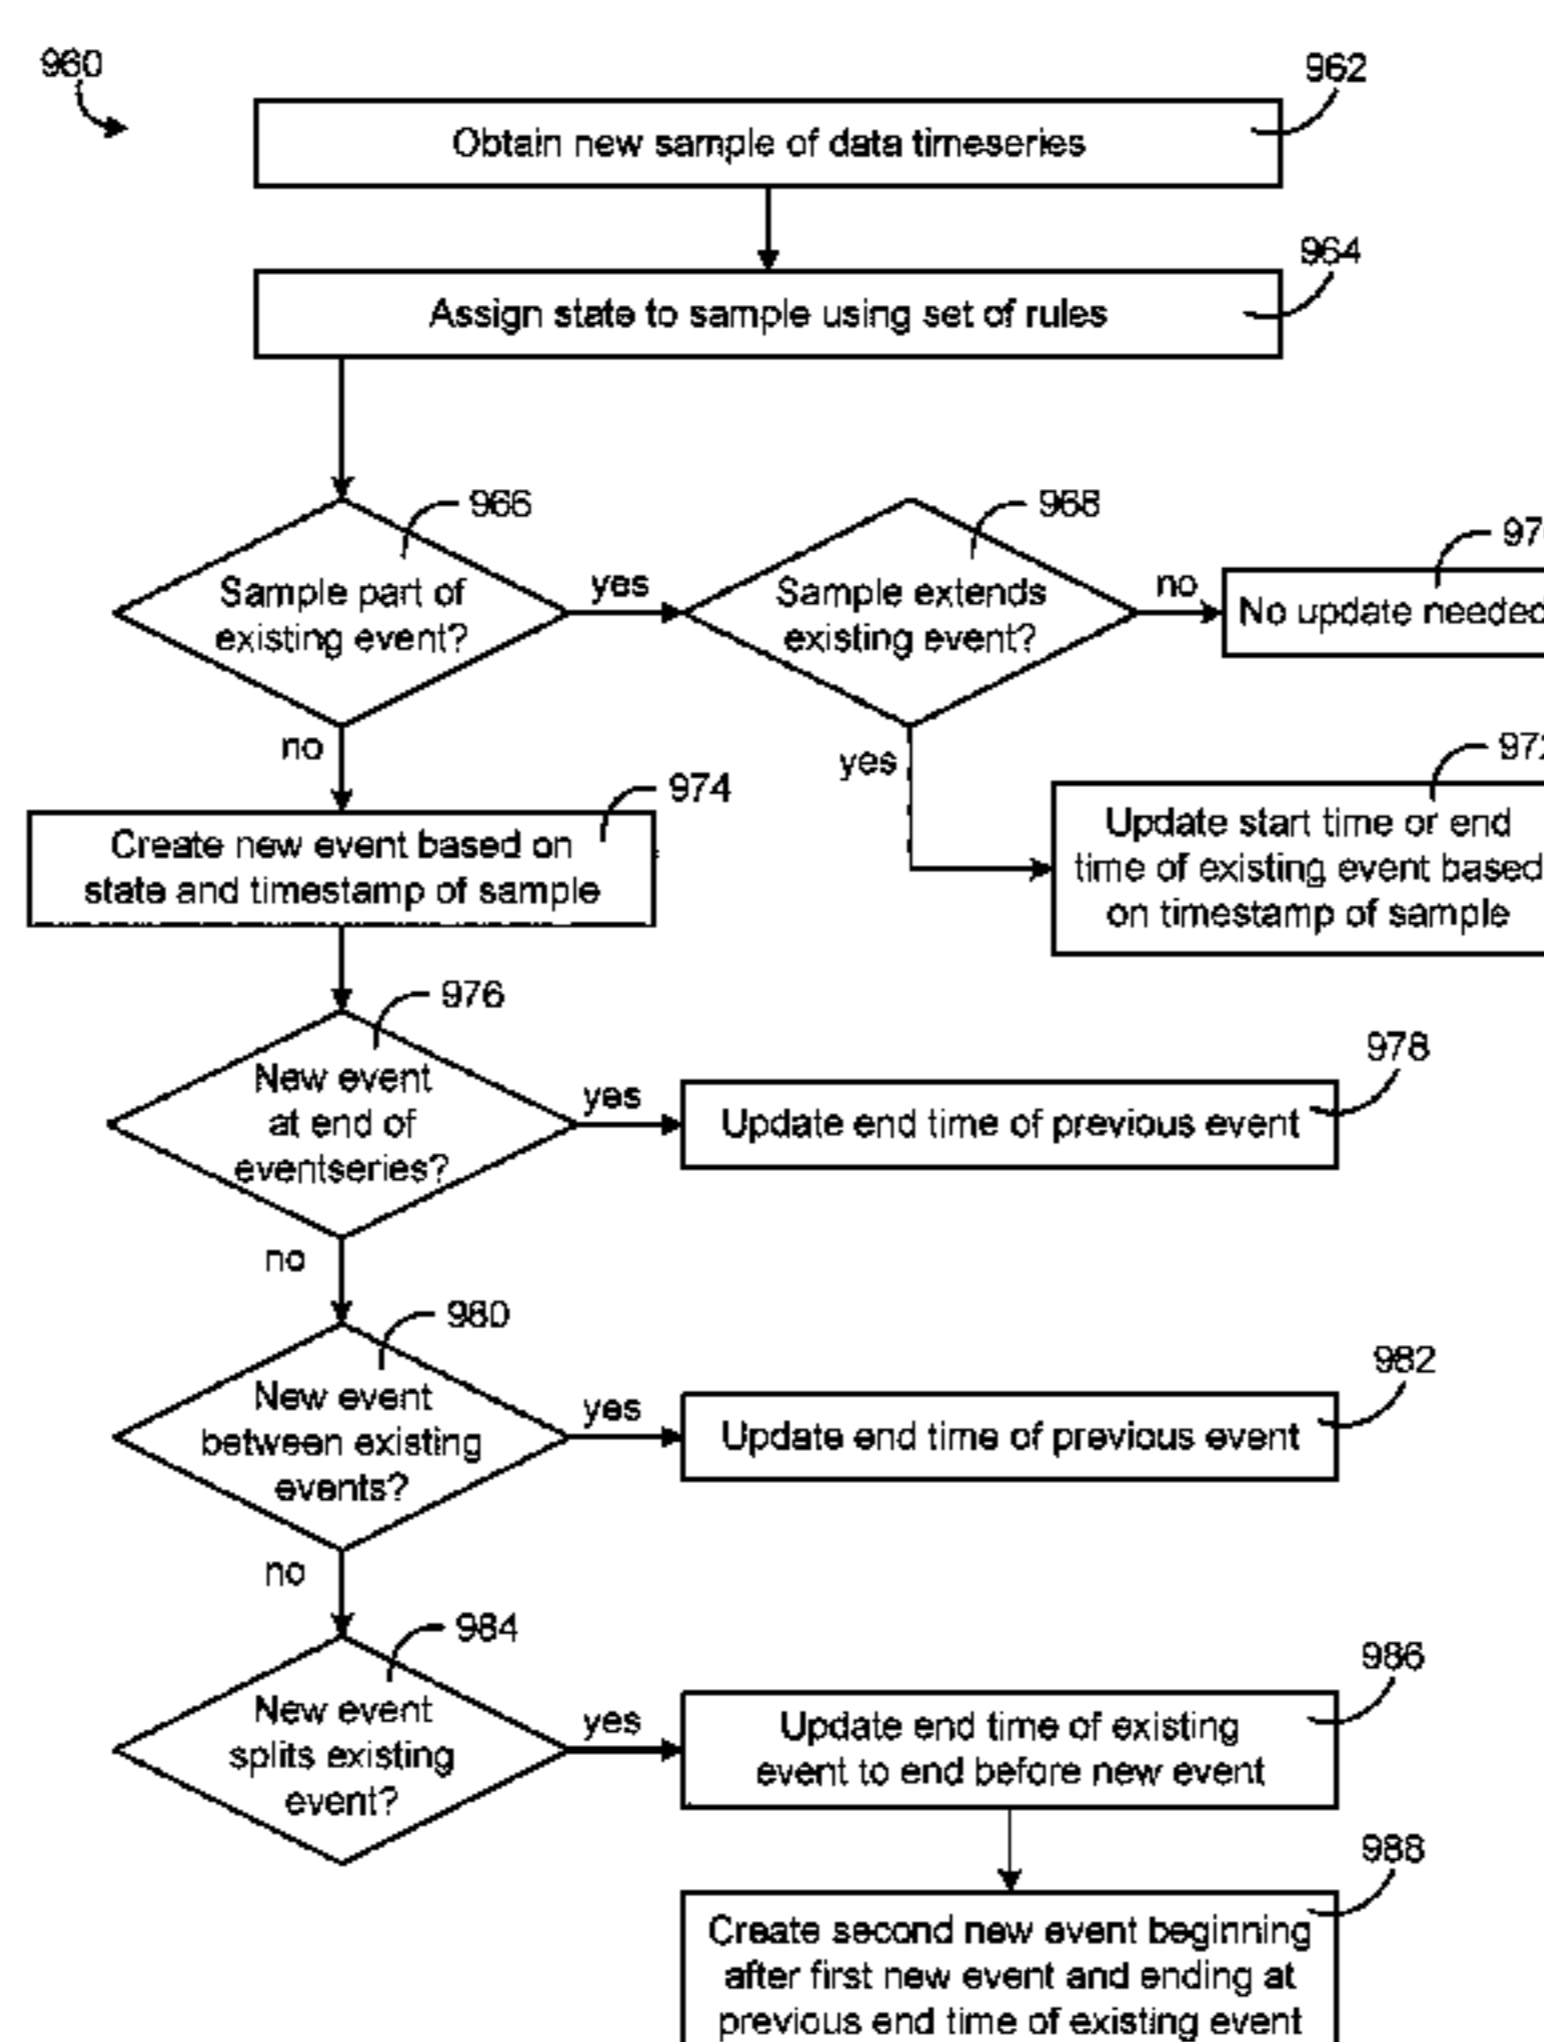 960
962
Obtain new sample of data timeseries
964
Assign state to sample using set of rules
966
Sample part of
existing event?
yes
968
Sample extends
existing event?
no
No update needed
no
yes
974
Create new event based on
state and timestamp of sample
Update start time or end
time of existing event based
on timestamp of sample
976
New event
at end of
eventseries?
yes
978
Update end time of previous event
no
980
New event
between existing
events?
yes
982
Update end time of previous event
no
984
New event
splits existing
event?
yes
986
Update end time of existing
event to end before new event
988
Create second new event beginning
after first new event and ending at
previous end time of existing event